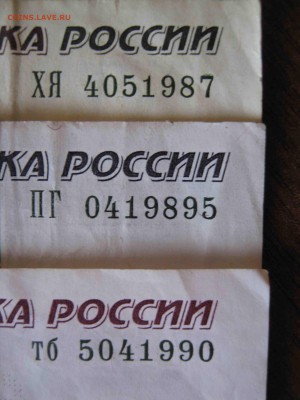 COINS.LAVE.RU
КА РОССИИ
ХЯ 4051987
КА РОССИИ
ПГ 0419895
КА РОССИИ
тб 5041990